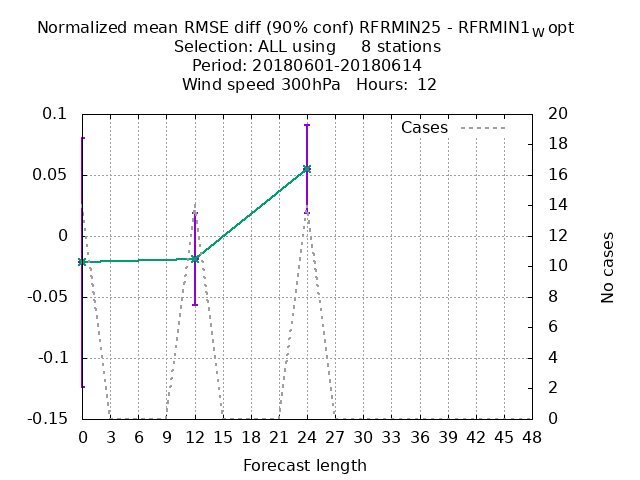 Normalized mean RMSE diff (90% conf) RFRMIN25 - RFRMIN1wopt
Selection: ALL using 8 stations
Period: 20180601-20180614
Wind speed 300hPa Hours: 12
Cases
0.1
0.05
0
-0.05
-0.1
-0.15
20
18
16
14
12
10
8
6
4
2
0
No cases
0 3 6 9 12 15 18 21 24 27 30 33 36 39 42 45 48
Forecast length